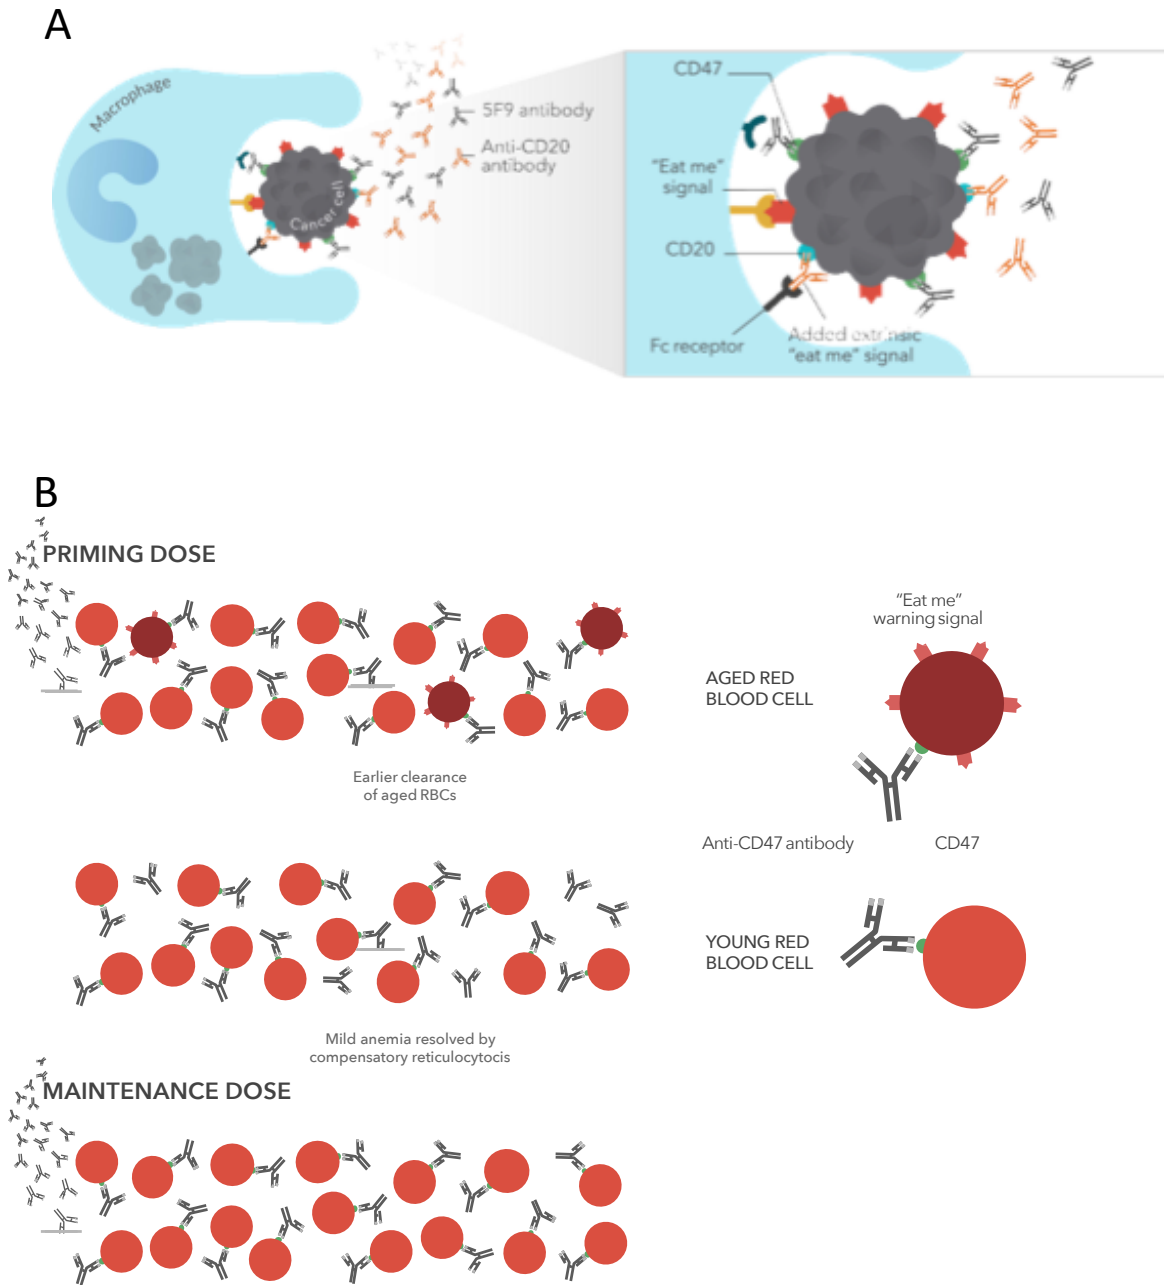 A
Macrophage
Cancer cell
5F9 antibody
Anti-CD20
antibody
CD47
"Eat me"
signal
CD20
Fc receptor
Added extrinsic
"eat me" signal
B
PRIMING DOSE
Earlier clearance
of aged RBCs
"Eat me"
warning signal
AGED RED
BLOOD CELL
Anti-CD47 antibody
CD47
YOUNG RED
BLOOD CELL
Mild anemia resolved by
compensatory reticulocytocis
MAINTENANCE DOSE